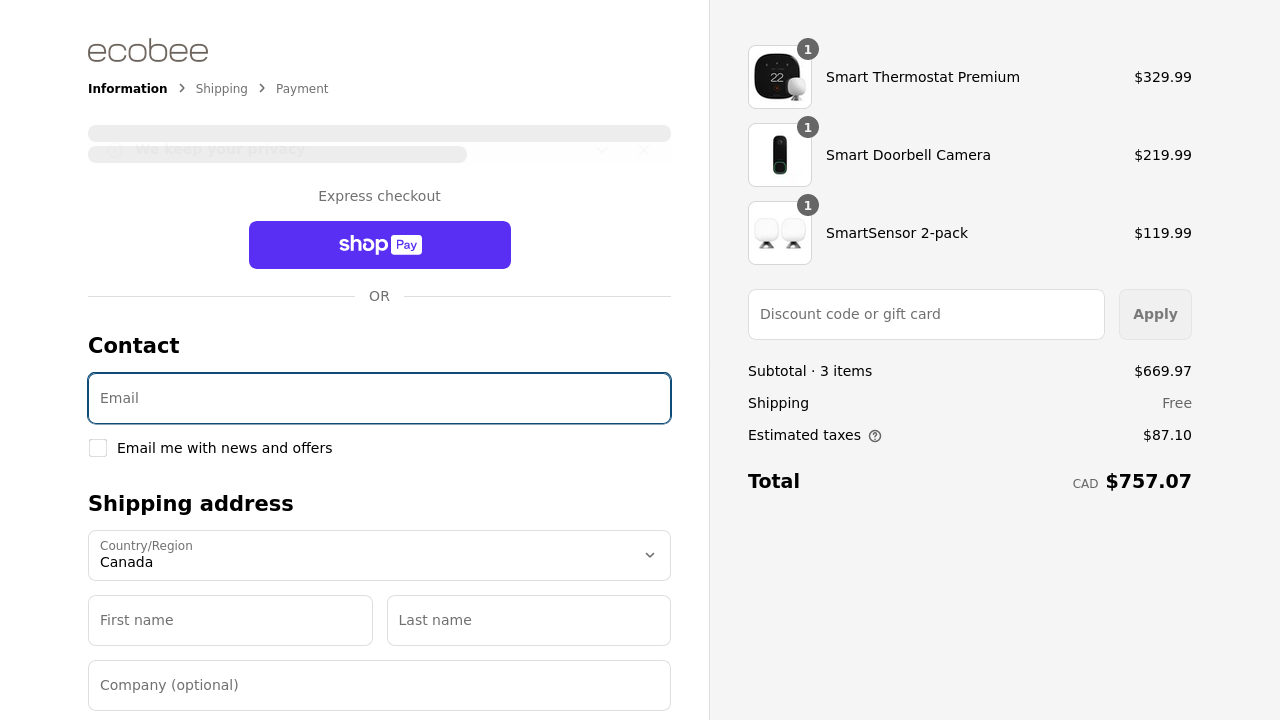 ecobee
Information > Shipping > Payment
We keep your privacy
Express checkout
shop Pay
OR
Contact
Email
Email me with news and offers
Shipping address
Country/Region
Canada
First name Last name
Company (optional)
1
22
Smart Thermostat Premium $329.99
1
Smart Doorbell Camera $219.99
1
SmartSensor 2-pack $119.99
Discount code or gift card Apply
Subtotal · 3 items $669.97
Shipping Free
Estimated taxes ? $87.10
Total CAD $757.07